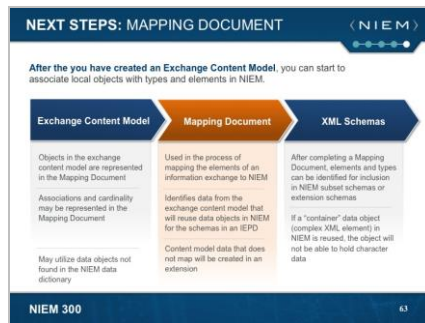 NEXT STEPS: MAPPING DOCUMENT
〈NIEM〉
After the you have created an Exchange Content Model, you can start to
associate local objects with types and elements in NIEM.
Exchange Content Model
Mapping Document
XML Schemas
Objects in the exchange
content model are represented
in the Mapping Document
Associations and cardinality
may be represented in the
Mapping Document
May utilize data objects not
found in the NIEM data
dictionary
Used in the process of
mapping the elements of an
information exchange to NIEM
Identifies data from the
exchange content model that
will reuse data objects in NIEM
for the schemas in an IEPD
Content model data that does
not map will be created in an
extension
After completing a Mapping
Document, elements and types
can be identified for inclusion
in NIEM subset schemas or
extension schemas
If a "container" data object
(complex XML element) in
NIEM is reused, the object will
not be able to hold character
data
NIEM 300
63